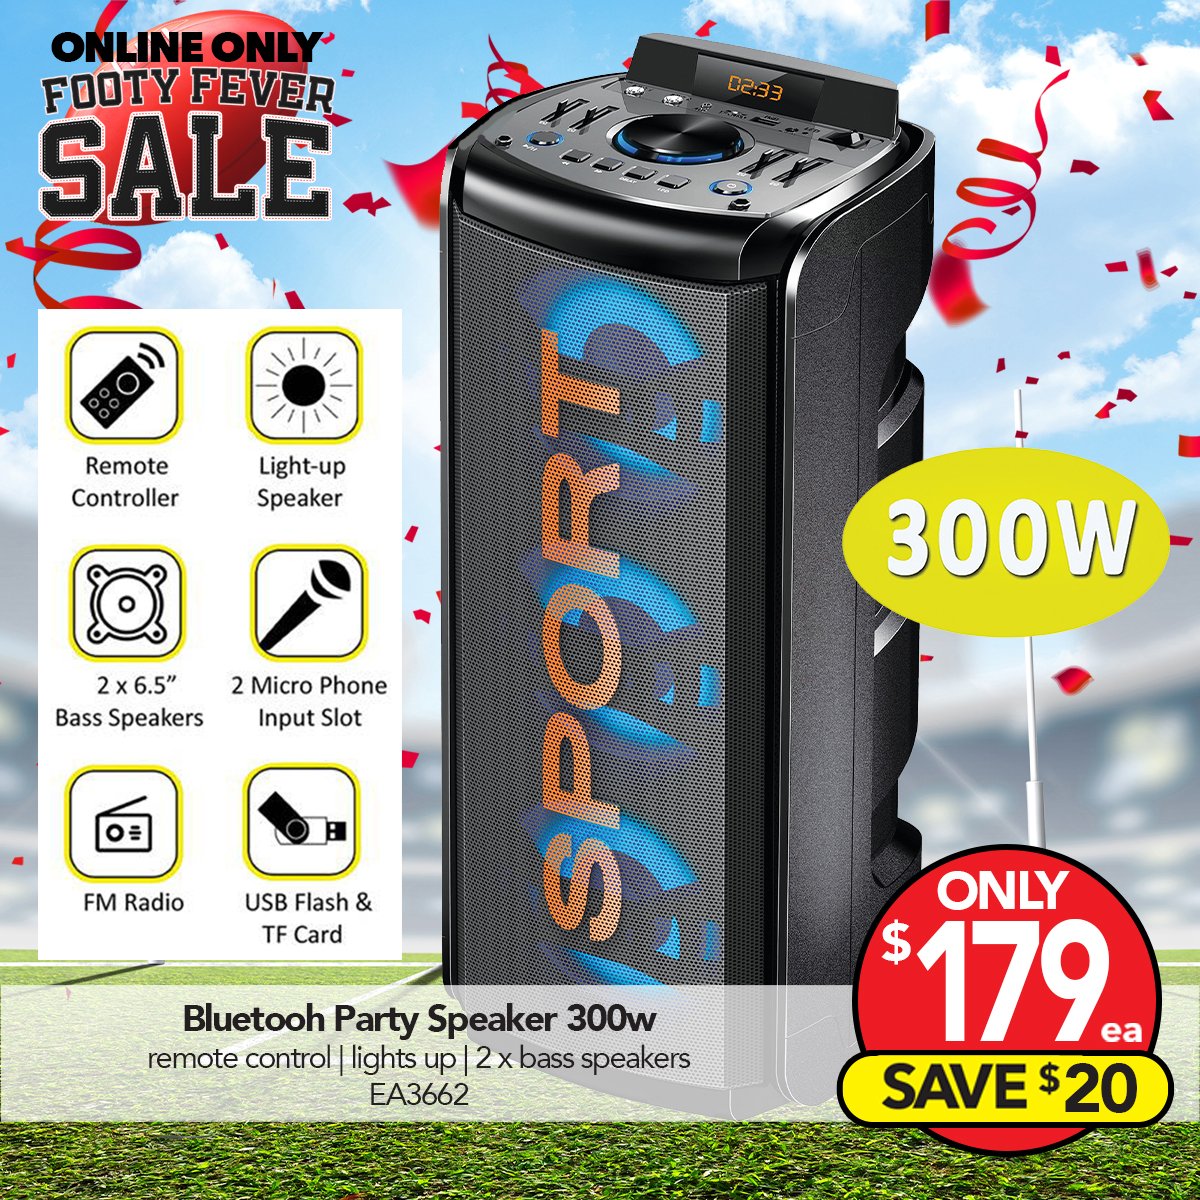 ONLINE ONLY
FOOTY FEVER
SALE
02:33
Remote
Controller
Light-up
Speaker
2 x 6.5”
Bass Speakers
2 Micro Phone
Input Slot
FM Radio
USB Flash &
TF Card
SPORT
300W
Bluetooh Party Speaker 300w
remote control | lights up | 2 x bass speakers
EA3662
ONLY
$179ea
SAVE $20